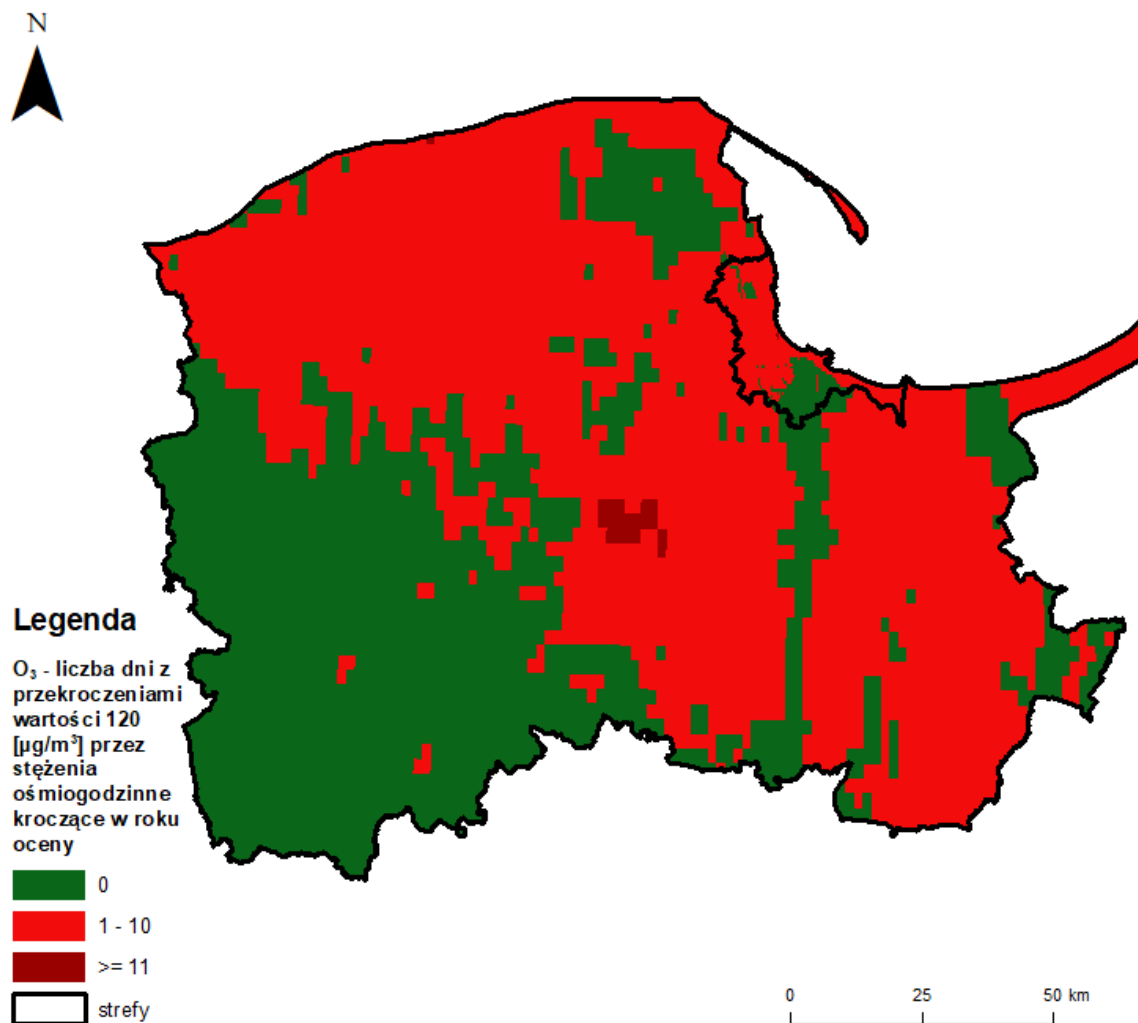 N
Legenda
O₃ - liczba dni z
przekroczeniami
wartości 120
[µg/m³] przez
stężenia
ośmiogodzinne
kroczące w roku
oceny
0
1 - 10
>= 11
strefy
0 25 50 km